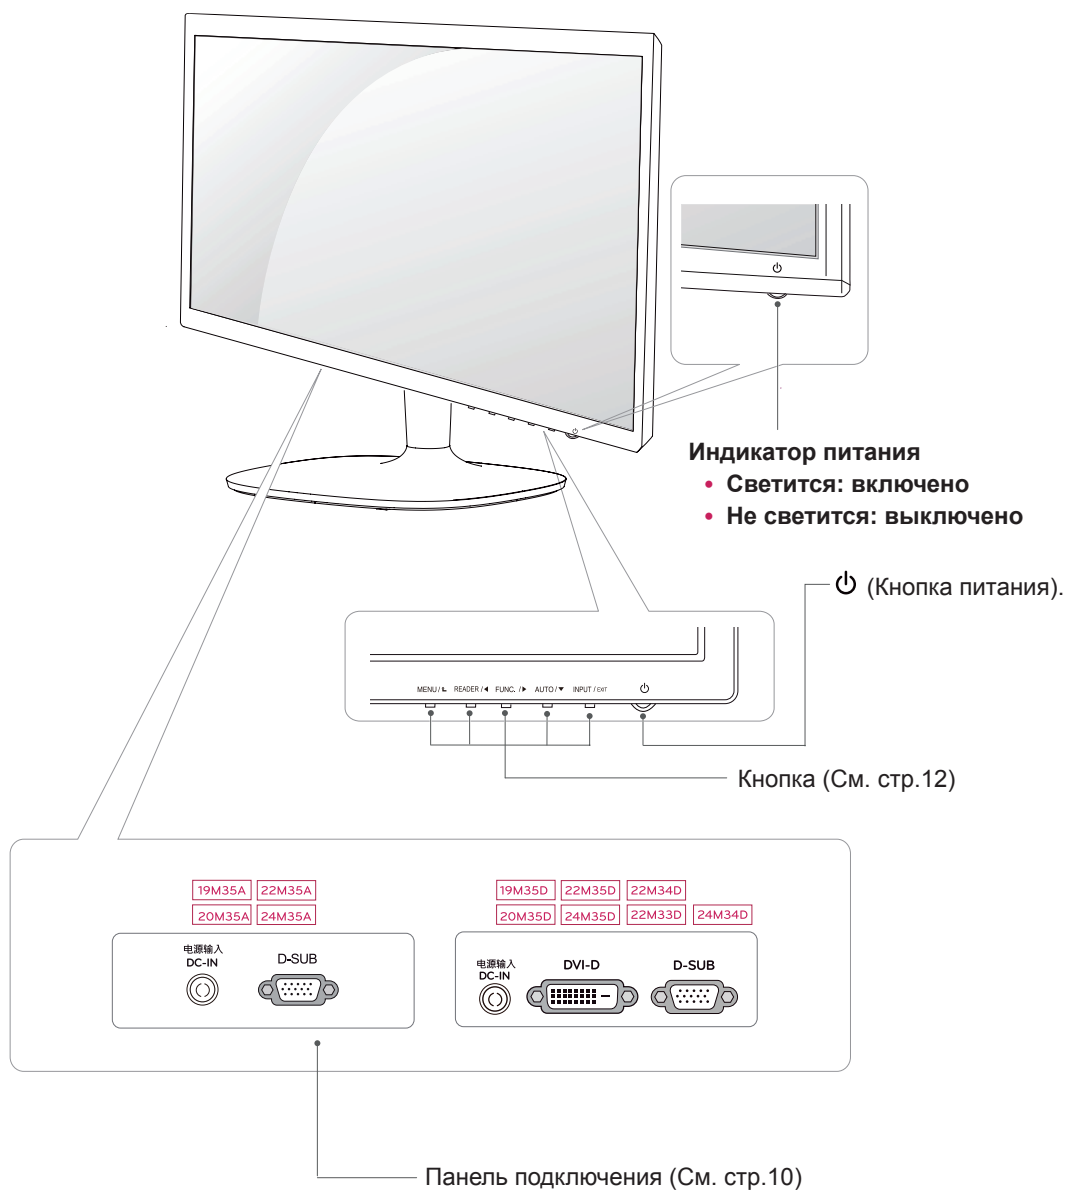 Индикатор питания
• Светится: включено
• Не светится: выключено
(Кнопка питания).
MENU / READER / ◀ FUNC. / ▶ AUTO / ▼ INPUT / EXIT
Кнопка (См. стр.12)
19M35A 22M35A
20M35A 24M35A
电源输入
DC-IN
D-SUB
19M35D 22M35D 22M34D
20M35D 24M35D 22M33D 24M34D
电源输入
DC-IN
DVI-D
D-SUB
Панель подключения (См. стр.10)